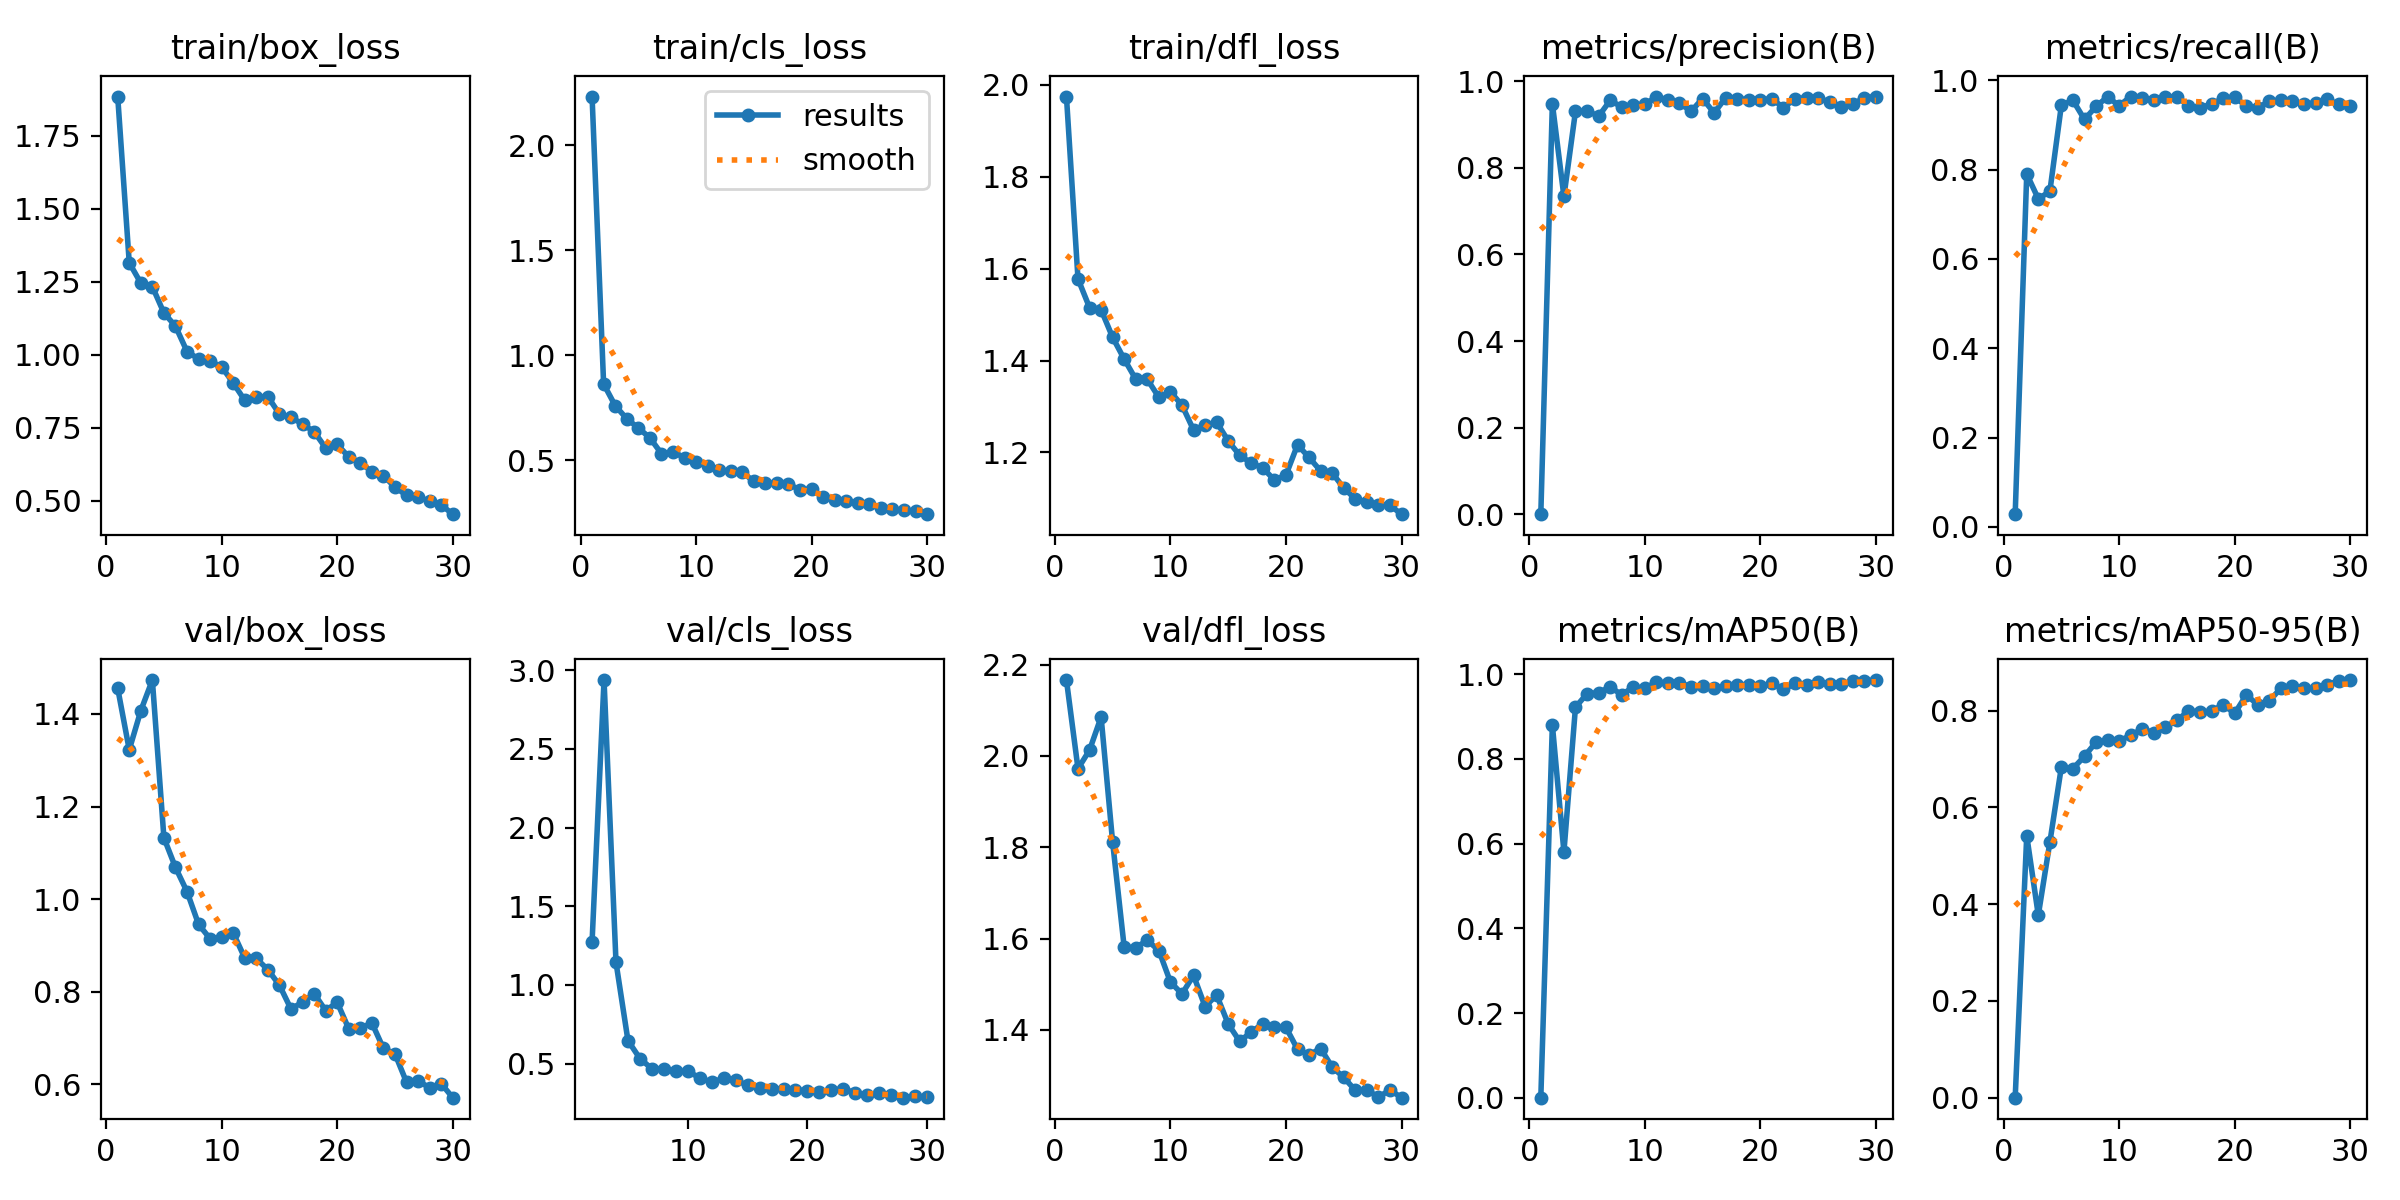 train/box_loss
train/cls_loss
train/dfl_loss
metrics/precision(B)
metrics/recall(B)
1.75
1.50
1.25
1.00
0.75
0.50
0 10 20 30
results
smooth
2.0
1.5
1.0
0.5
0 10 20 30
2.0
1.8
1.6
1.4
1.2
0 10 20 30
1.0
0.8
0.6
0.4
0.2
0.0
0 10 20 30
1.0
0.8
0.6
0.4
0.2
0.0
0 10 20 30
val/box_loss
val/cls_loss
val/dfl_loss
metrics/mAP50(B)
metrics/mAP50-95(B)
1.4
1.2
1.0
0.8
0.6
0 10 20 30
3.0
2.5
2.0
1.5
1.0
0.5
10 20 30
2.2
2.0
1.8
1.6
1.4
0 10 20 30
1.0
0.8
0.6
0.4
0.2
0.0
0 10 20 30
0.8
0.6
0.4
0.2
0.0
0 10 20 30